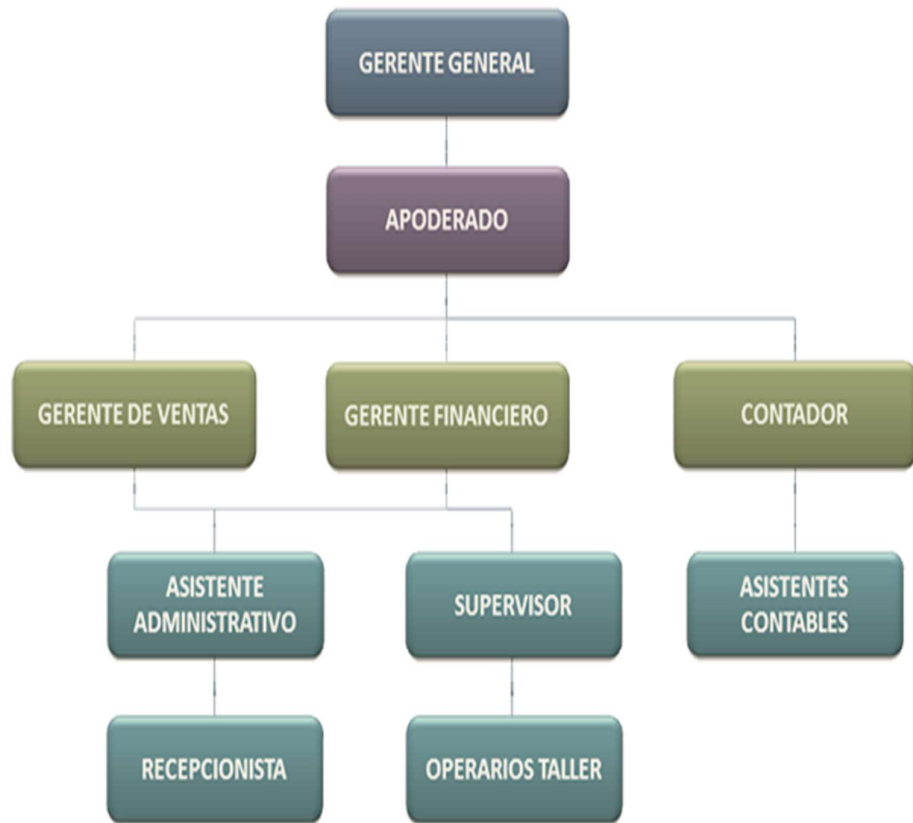 GERENTE GENERAL
APODERADO
GERENTE DE VENTAS
GERENTE FINANCIERO
CONTADOR
ASISTENTE
ADMINISTRATIVO
SUPERVISOR
ASISTENTES
CONTABLES
RECEPCIONISTA
OPERARIOS TALLER